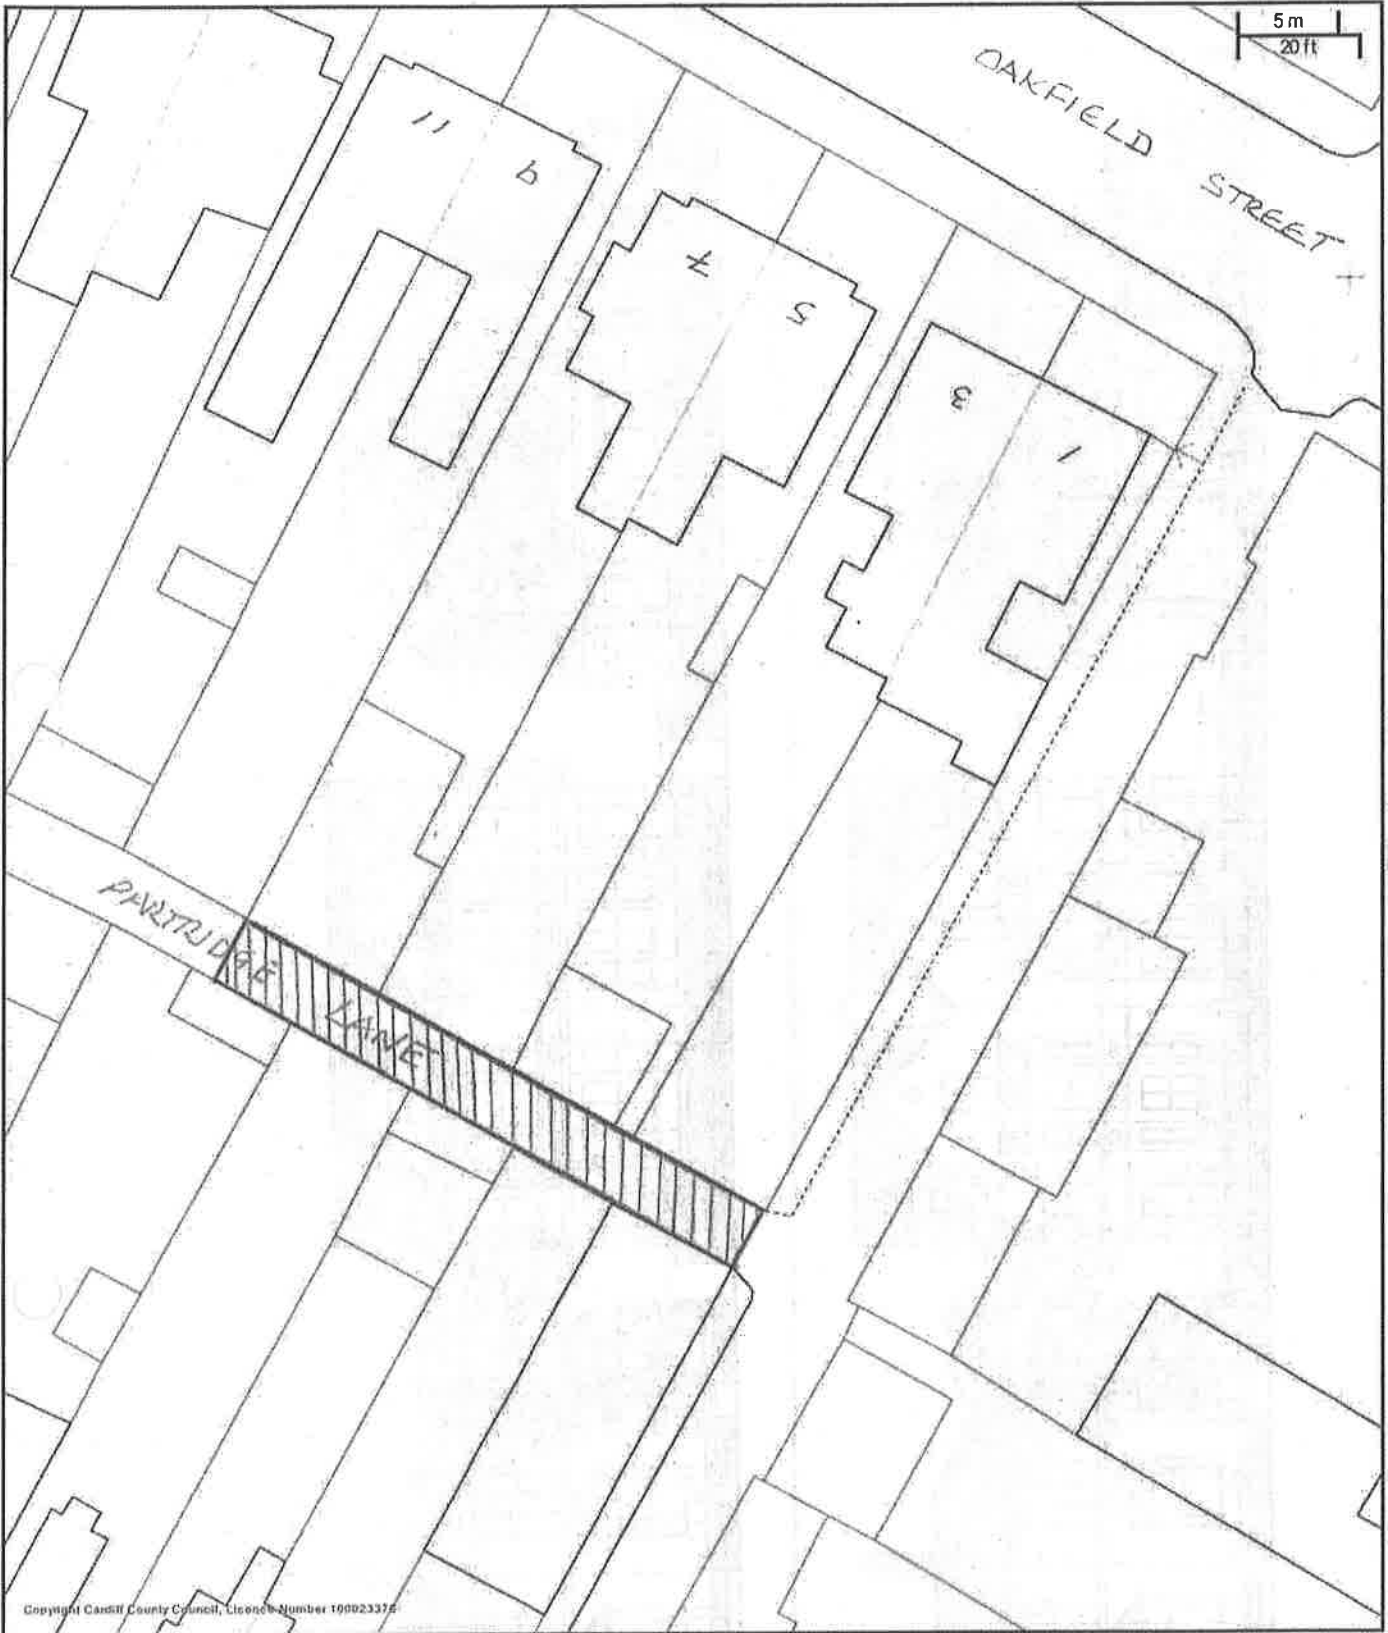 5 m
20 ft
OAKFIELD STREET
11
9
7
5
3
1
PARTRIDGE LANE
Copyright Cardiff County Council, Licence Number 100023376